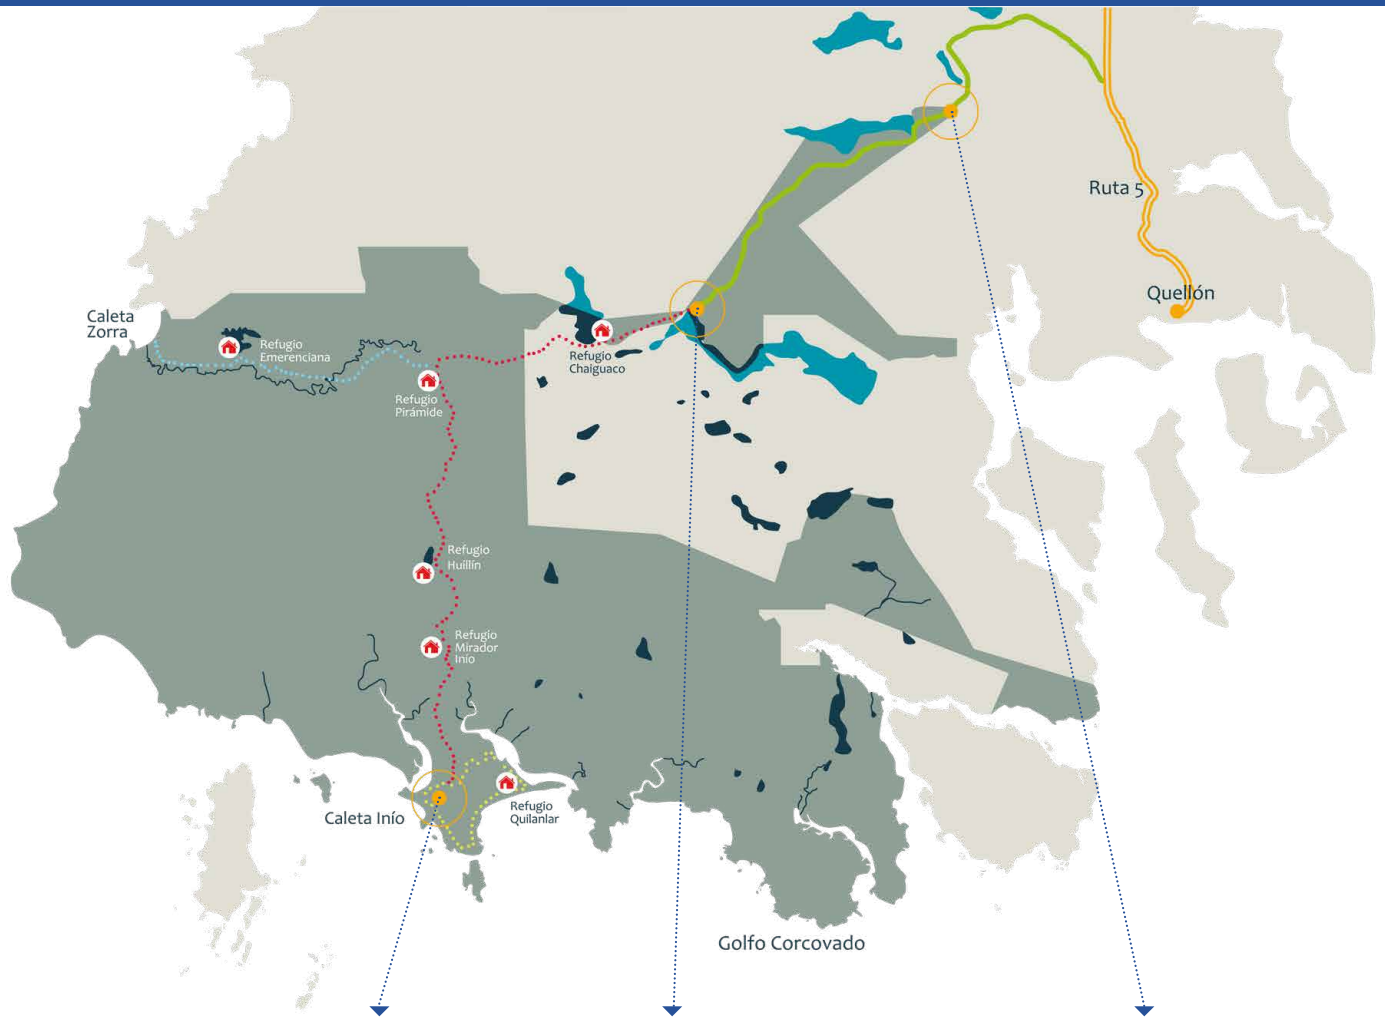 Ruta 5
Quellón
Caleta
Zorra
Refugio
Emerenciana
Refugio
Chaiguaco
Refugio
Pirámide
Refugio
Huillín
Refugio
Mirador
Inío
Caleta Inío
Refugio
Quilanlar
Golfo Corcovado